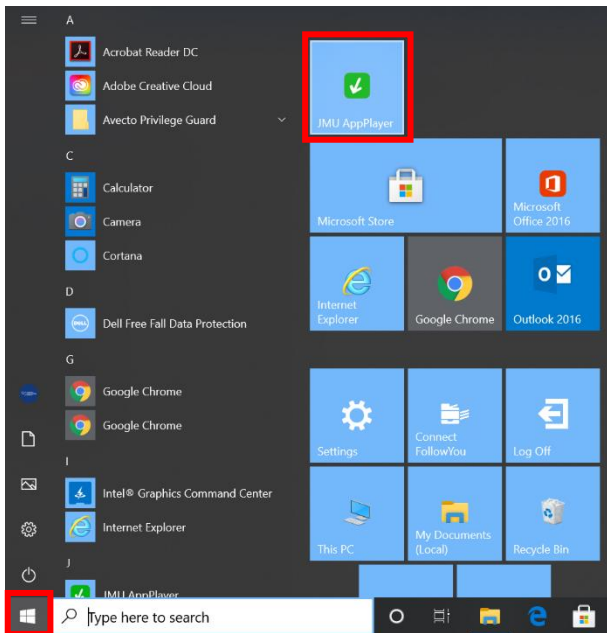 A
Acrobat Reader DC
Adobe Creative Cloud
Avecto Privilege Guard
C
Calculator
Camera
Cortana
D
DELL
Dell Free Fall Data Protection
G
Google Chrome
Google Chrome
I
Intel® Graphics Command Center
Internet Explorer
J
JMU AppPlayer
JMU AppPlayer
Microsoft Store
Microsoft
Office 2016
Internet
Explorer
Google Chrome
Outlook 2016
Settings
Connect
FollowYou
Log Off
This PC
My Documents
(Local)
Recycle Bin
Type here to search